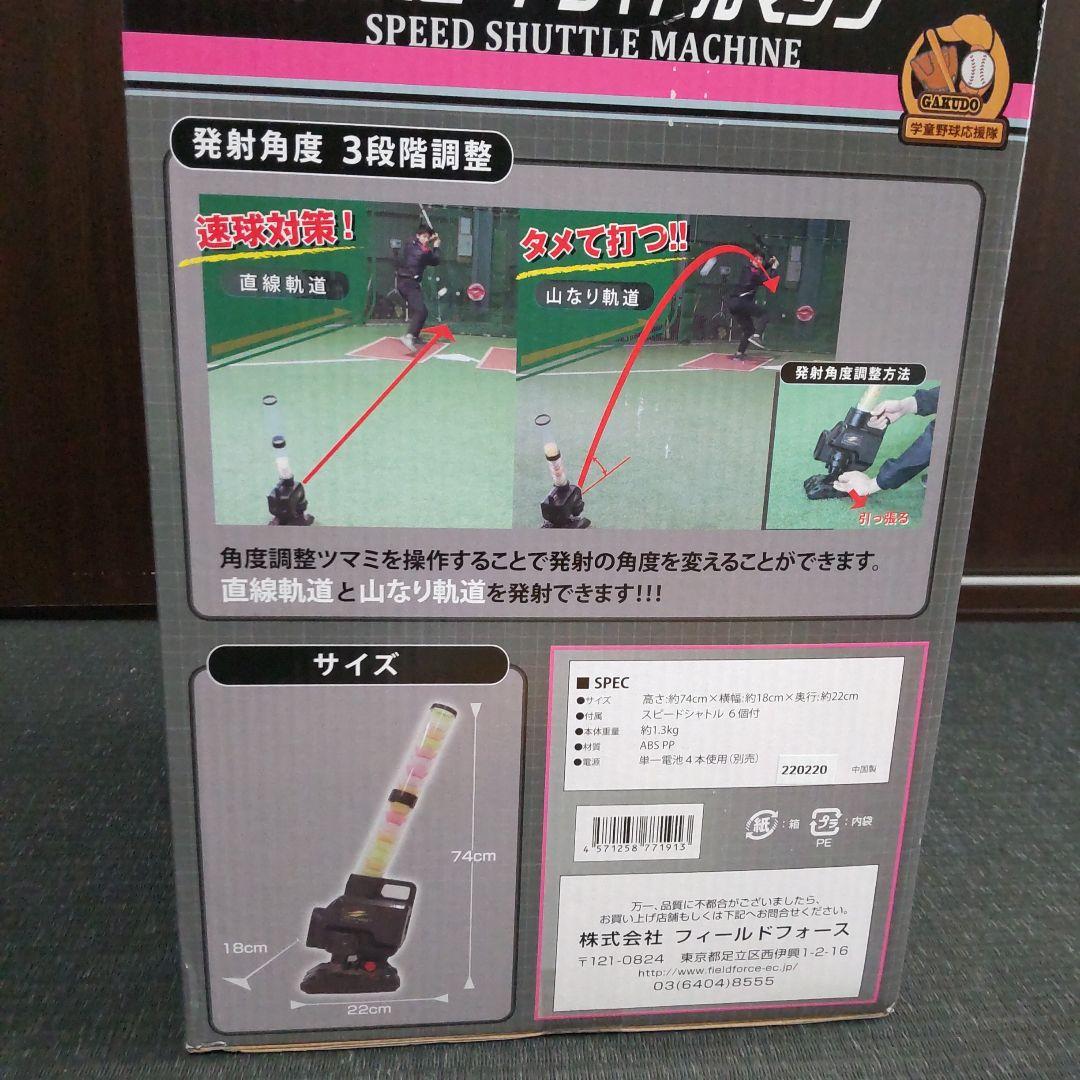 SPEED SHUTTLE MACHINE
GAKUDO
学童野球応援隊
発射角度 3段階調整
速球対策!
直線軌道
タメて打つ!!
山なり軌道
発射角度調整方法
引っ張る
角度調整ツマミを操作することで発射の角度を変えることができます。
直線軌道と山なり軌道を発射できます!!!
サイズ
74cm
18cm
22cm
■ SPEC
●サイズ 高さ:約74cm×横幅:約18cm×奥行:約22cm
●付属 スピードシャトル 6個付
●本体重量 約1.3kg
●材質 ABS PP
●電源 単一電池4本使用(別売)
220220
中国製
4 571258 771913
紙:箱
プラ:内袋
PE
万一、品質に不都合がございましたら、
お買い上げ店舗もしくは下記へお問合せください。
株式会社 フィールドフォース
〒121-0824 東京都足立区西伊興1-2-16
http://www.fieldforce-ec.jp/
03(6404)8555